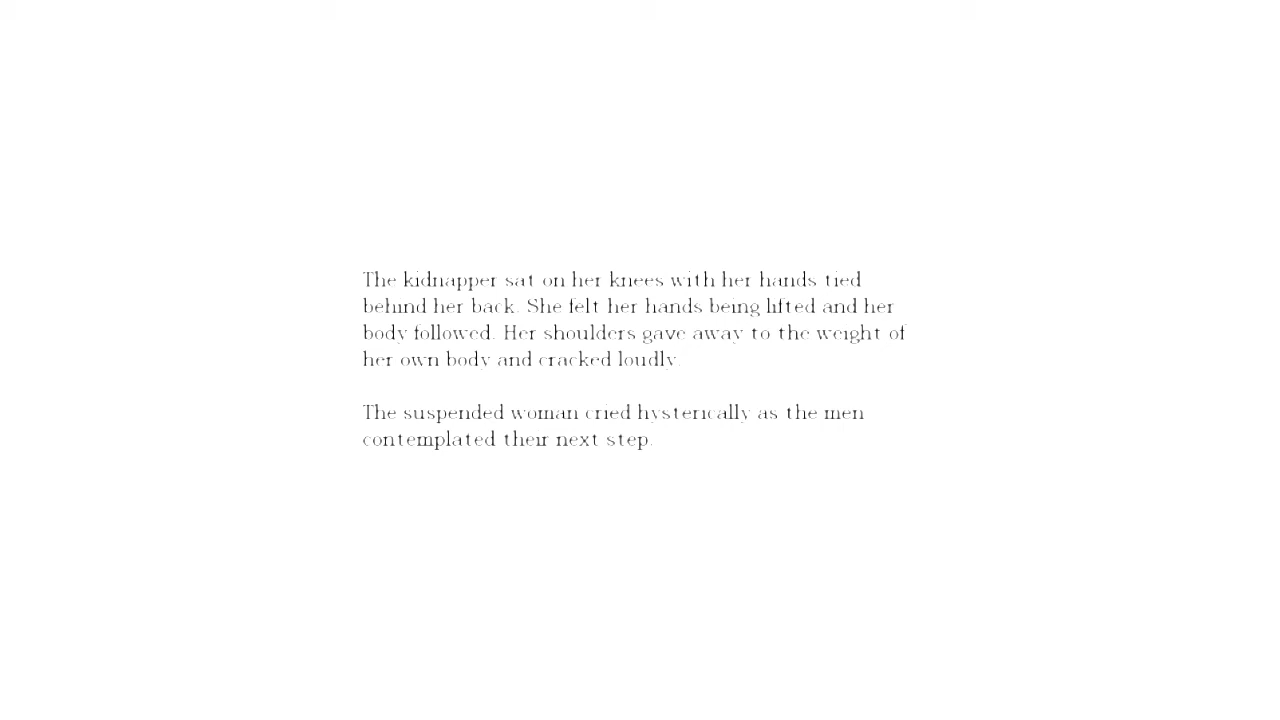 The kidnapper sat on her knees with her hands tied
behind her back. She felt her hands being lifted and her
body followed. Her shoulders gave away to the weight of
her own body and cracked loudly.
The suspended woman cried hysterically as the men
contemplated their next step.